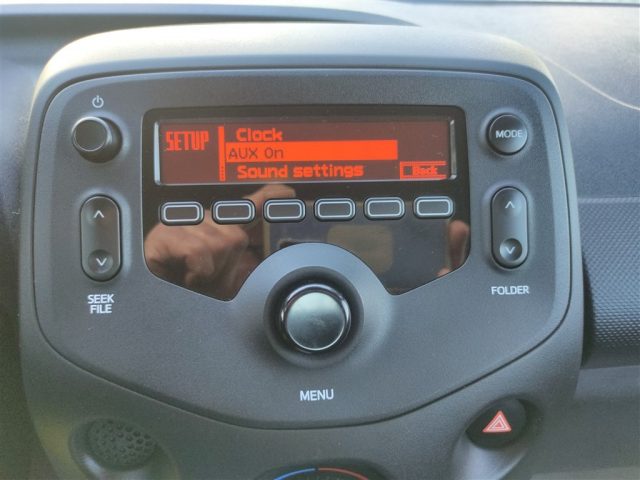 MODE
SETUP
Clock
AUX On
Sound settings
Back
SEEK
FILE
FOLDER
MENU